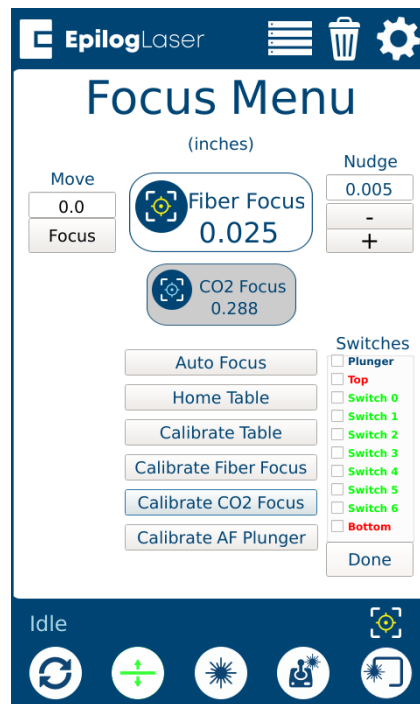 EpilogLaser
Focus Menu
(inches)
Move
0.0
Focus
Fiber Focus
0.025
Nudge
0.005
-
+
CO2 Focus
0.288
Auto Focus
Home Table
Calibrate Table
Calibrate Fiber Focus
Calibrate CO2 Focus
Calibrate AF Plunger
Switches
Plunger
Top
Switch 0
Switch 1
Switch 2
Switch 3
Switch 4
Switch 5
Switch 6
Bottom
Done
Idle